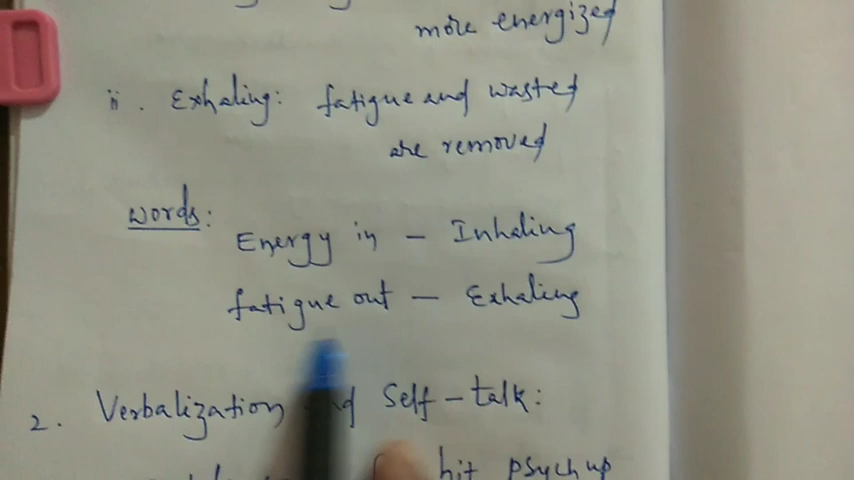 more energized
ii. Exhaling: fatigue and wasted
are removed
Words:
Energy in - Inhaling
fatigue out - Exhaling
2. Verbalization Self-talk:
hit psych up